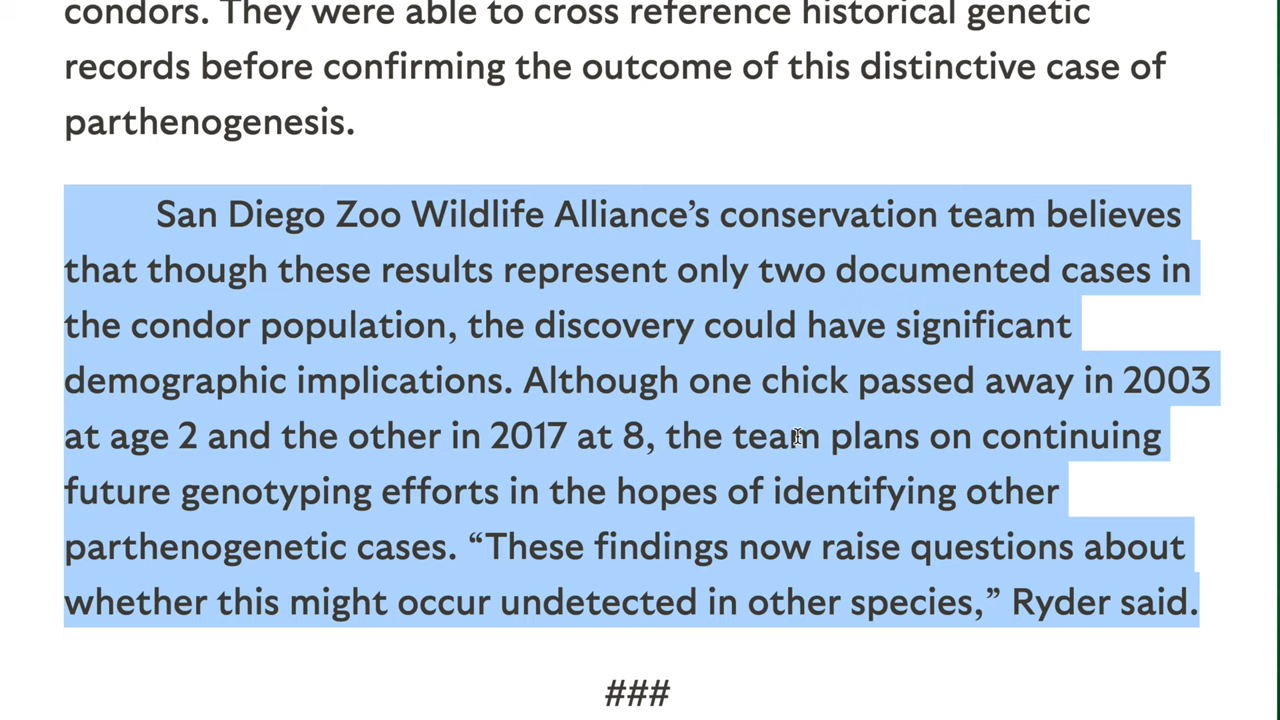 condors. They were able to cross reference historical genetic
records before confirming the outcome of this distinctive case of
parthenogenesis.
San Diego Zoo Wildlife Alliance’s conservation team believes
that though these results represent only two documented cases in
the condor population, the discovery could have significant
demographic implications. Although one chick passed away in 2003
at age 2 and the other in 2017 at 8, the team plans on continuing
future genotyping efforts in the hopes of identifying other
parthenogenetic cases. “These findings now raise questions about
whether this might occur undetected in other species,” Ryder said.
###